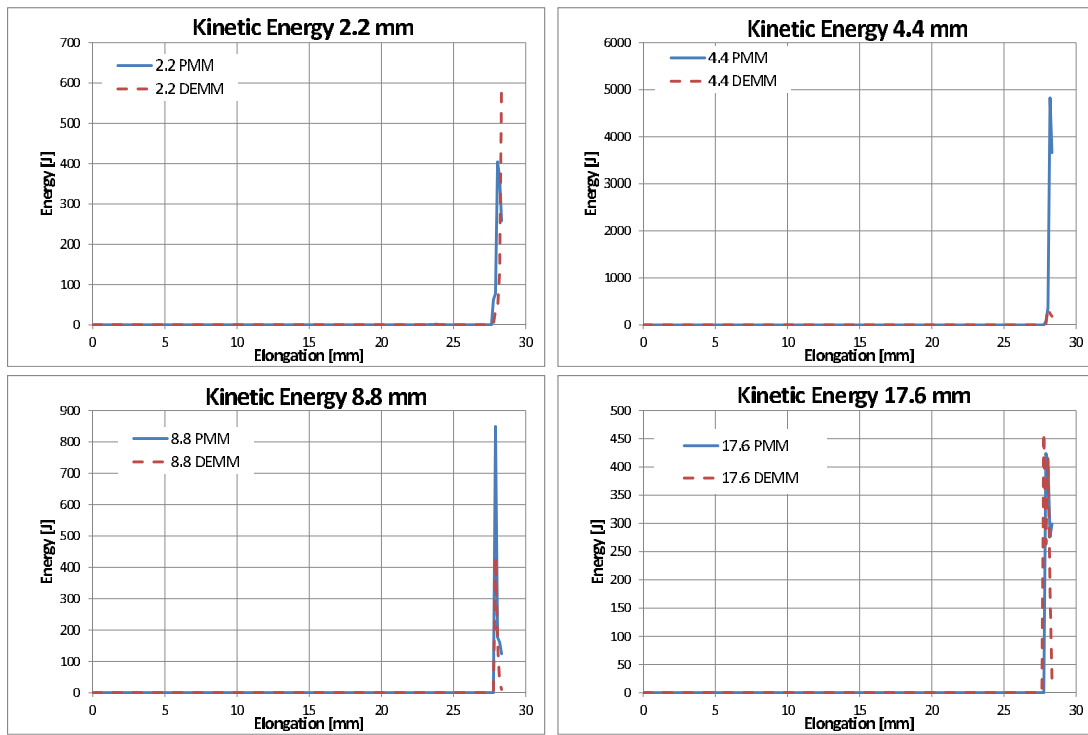 Kinetic Energy 2.2 mm
700
600
500
400
300
200
100
0
Energy [J]
2.2 PMM
2.2 DEMM
0 5 10 15 20 25 30
Elongation [mm]
Kinetic Energy 4.4 mm
6000
5000
4000
3000
2000
1000
0
Energy [J]
4.4 PMM
4.4 DEMM
0 5 10 15 20 25 30
Elongation [mm]
Kinetic Energy 8.8 mm
900
800
700
600
500
400
300
200
100
0
Energy [J]
8.8 PMM
8.8 DEMM
0 5 10 15 20 25 30
Elongation [mm]
Kinetic Energy 17.6 mm
500
450
400
350
300
250
200
150
100
50
0
Energy [J]
17.6 PMM
17.6 DEMM
0 5 10 15 20 25 30
Elongation [mm]